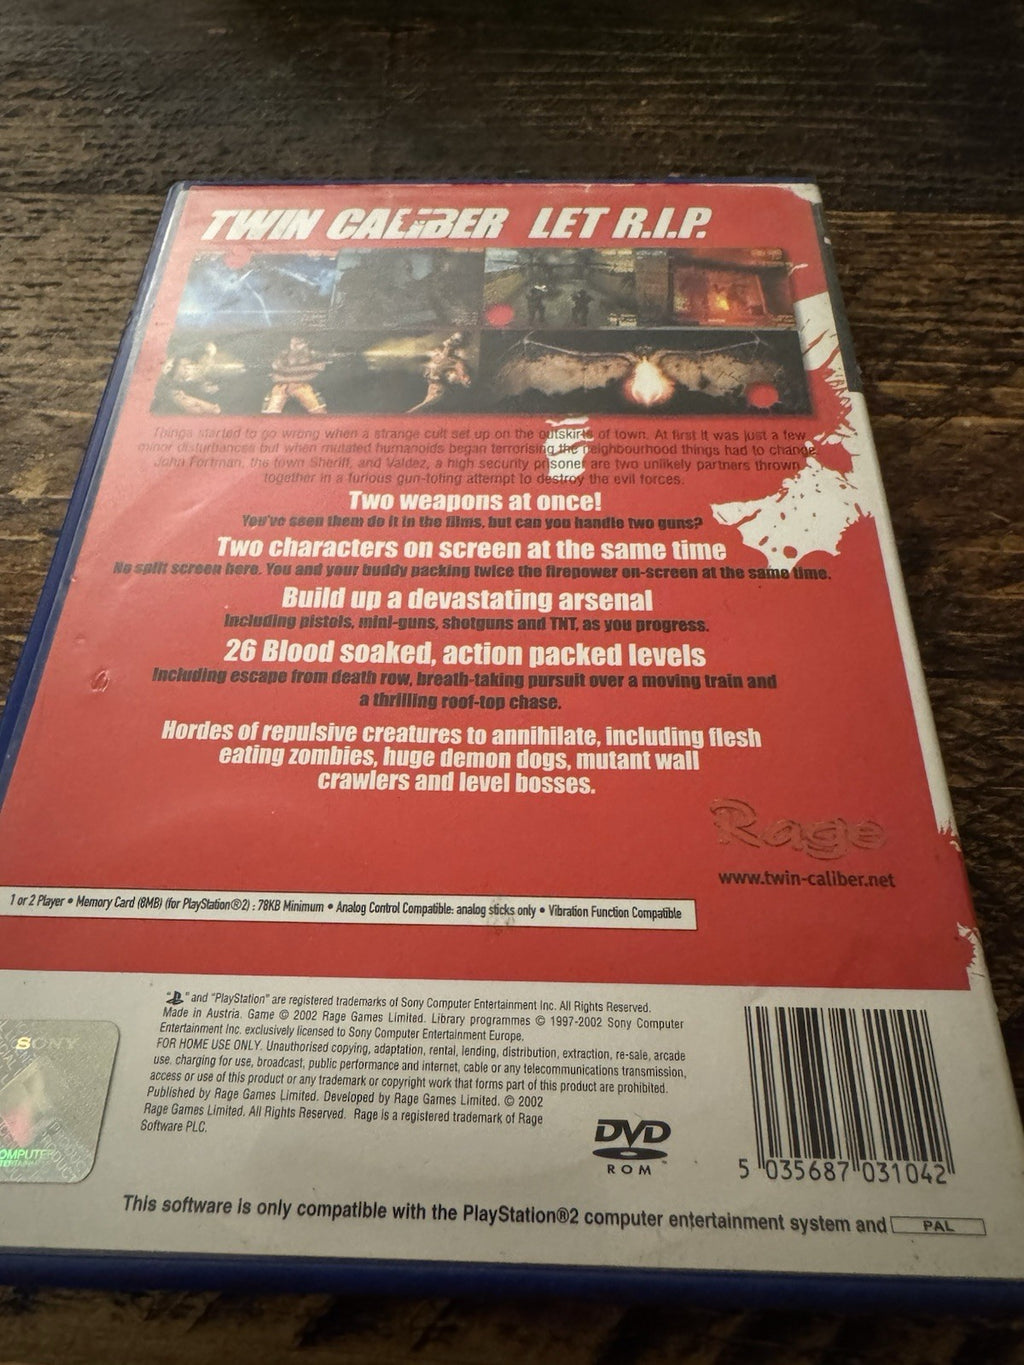 TWIN CALIBER LET R.I.P.
Things started to go wrong when a strange cult set up on the outskirts of town. At first it was just a few
minor disturbances but when mutated humanoids began terrorising the neighbourhood things had to change.
John Fortman, the town Sheriff, and Valdez, a high security prisoner are two unlikely partners thrown
together in a furious gun-toting attempt to destroy the evil forces.
Two weapons at once!
You've seen them do it in the films, but can you handle two guns?
Two characters on screen at the same time
No split screen here. You and your buddy packing twice the firepower on-screen at the same time.
Build up a devastating arsenal
Including pistols, mini-guns, shotguns and TNT, as you progress.
26 Blood soaked, action packed levels
Including escape from death row, breath-taking pursuit over a moving train and
a thrilling roof-top chase.
Hordes of repulsive creatures to annihilate, including flesh
eating zombies, huge demon dogs, mutant wall
crawlers and level bosses.
Rage
www.twin-caliber.net
1 or 2 Player • Memory Card (8MB) (for PlayStation®2) : 78KB Minimum • Analog Control Compatible: analog sticks only • Vibration Function Compatible
" " and "PlayStation" are registered trademarks of Sony Computer Entertainment Inc. All Rights Reserved.
Made in Austria. Game © 2002 Rage Games Limited. Library programmes © 1997-2002 Sony Computer
Entertainment Inc. exclusively licensed to Sony Computer Entertainment Europe.
FOR HOME USE ONLY. Unauthorised copying, adaptation, rental, lending, distribution, extraction, re-sale, arcade
use, charging for use, broadcast, public performance and internet, cable or any telecommunications transmission,
access or use of this product or any trademark or copyright work that forms part of this product are prohibited.
Published by Rage Games Limited. Developed by Rage Games Limited. © 2002
Rage Games Limited. All Rights Reserved. Rage is a registered trademark of Rage
Software PLC.
SONY
OMPUTER
DVD
ROM
5 035687 031042
This software is only compatible with the PlayStation®2 computer entertainment system and PAL